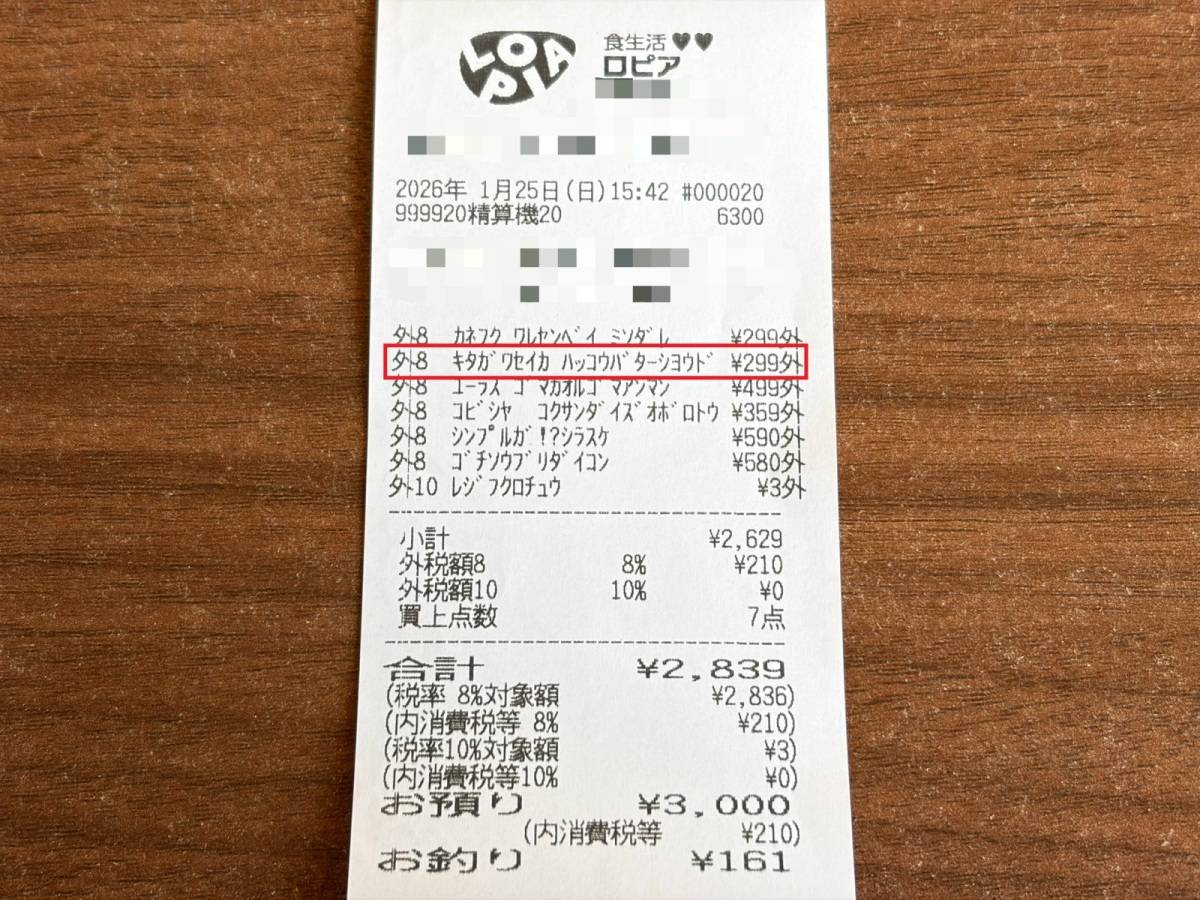 LOPIA 食生活♥♥
ロピア
2026年 1月25日(日)15:42 #000020
999920精算機20 6300
外8 カネフク ワレセンベイ ミソダレ ¥299外
外8 キタガワセイカ ハッコウバターショウド ¥299外
外8 ユーラス ゴマカオルゴマアンマン ¥499外
外8 コビシヤ コクサンダイズオボロトウ ¥359外
外8 シンプルガ!?シラスケ ¥590外
外8 ゴチソウブリダイコン ¥580外
外10 レジフクロチュウ ¥3外
小計 ¥2,629
外税額8 8% ¥210
外税額10 10% ¥0
買上点数 7点
合計 ¥2,839
(税率 8%対象額 ¥2,836)
(内消費税等 8% ¥210)
(税率10%対象額 ¥3)
(内消費税等10% ¥0)
お預り ¥3,000
(内消費税等 ¥210)
お釣り ¥161